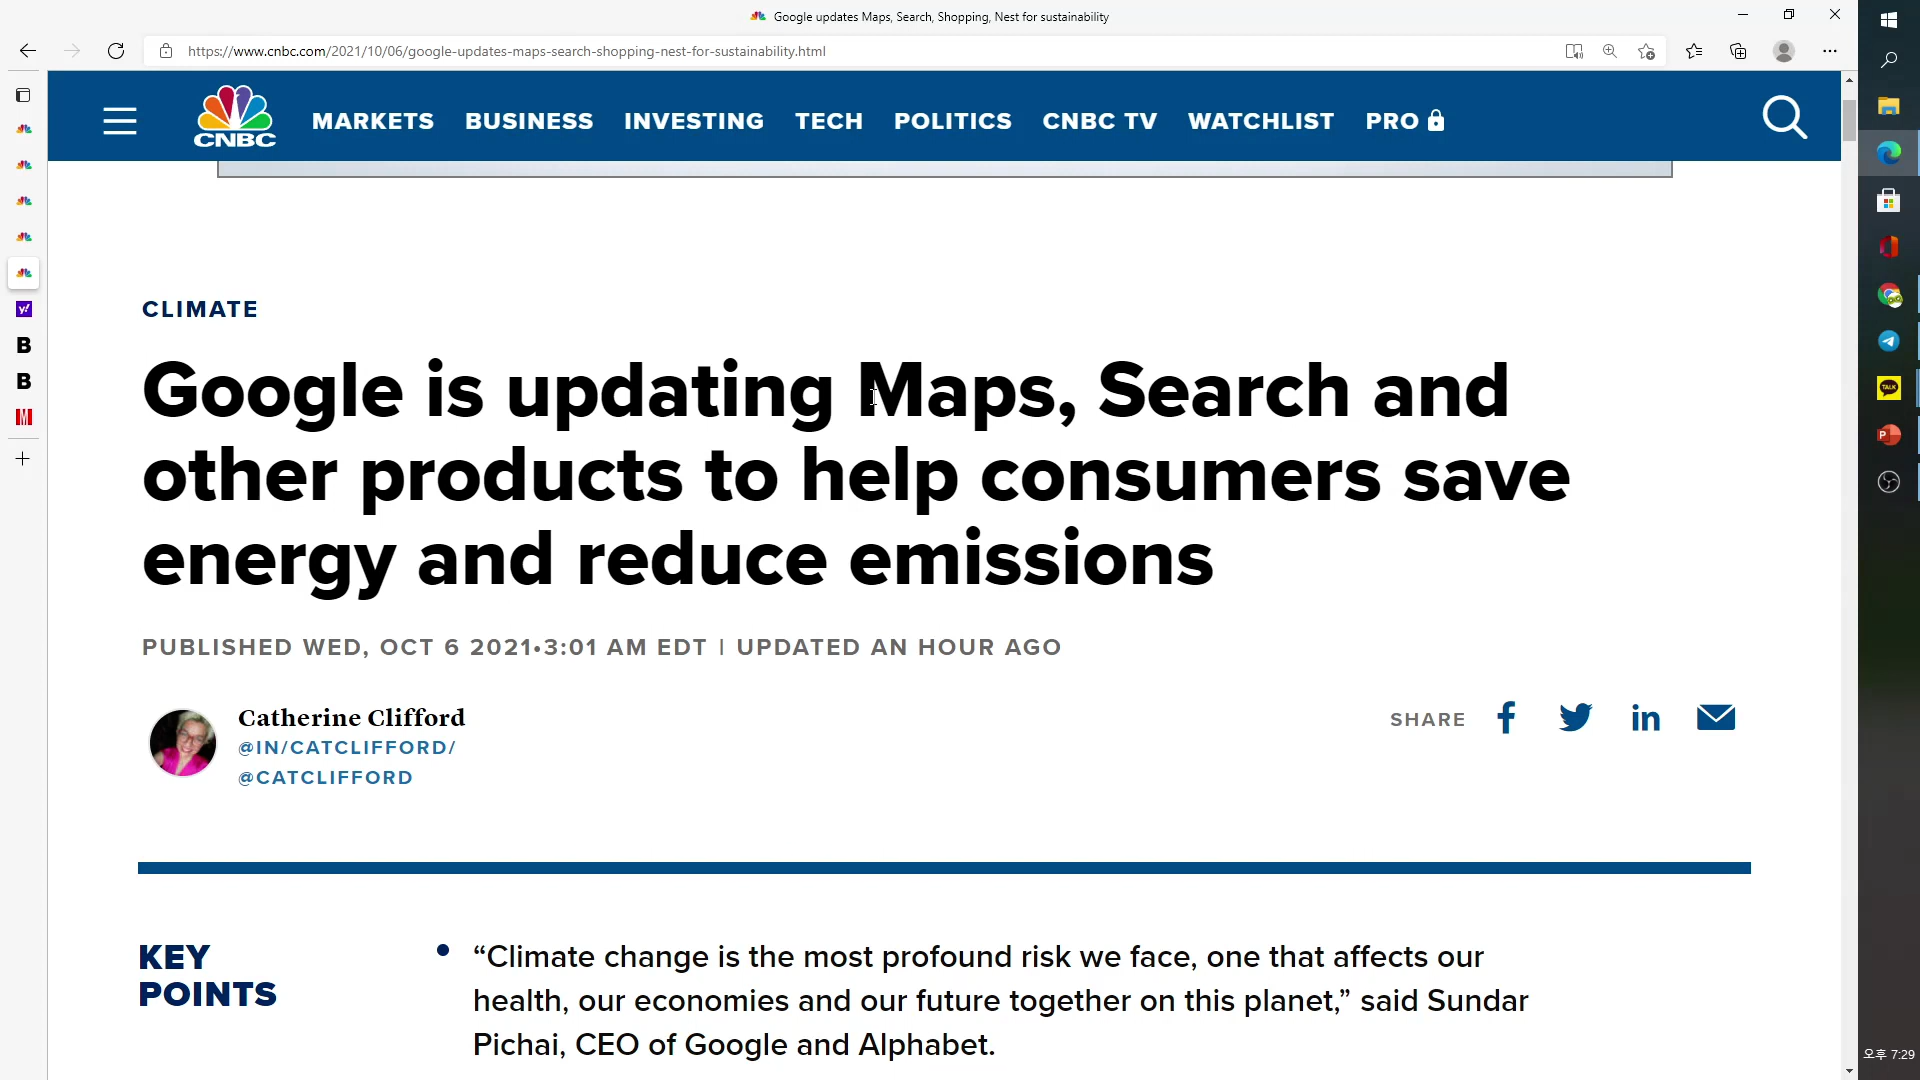 Google updates Maps, Search, Shopping, Nest for sustainability
https://www.cnbc.com/2021/10/06/google-updates-maps-search-shopping-nest-for-sustainability.html
CNBC
MARKETS BUSINESS INVESTING TECH POLITICS CNBC TV WATCHLIST PRO
y!
B
B
M
TALK
P
CLIMATE
Google is updating Maps, Search and
other products to help consumers save
energy and reduce emissions
PUBLISHED WED, OCT 6 2021•3:01 AM EDT | UPDATED AN HOUR AGO
Catherine Clifford
@IN/CATCLIFFORD/
@CATCLIFFORD
SHARE
KEY
POINTS
“Climate change is the most profound risk we face, one that affects our
health, our economies and our future together on this planet,” said Sundar
Pichai, CEO of Google and Alphabet.
오후 7:29